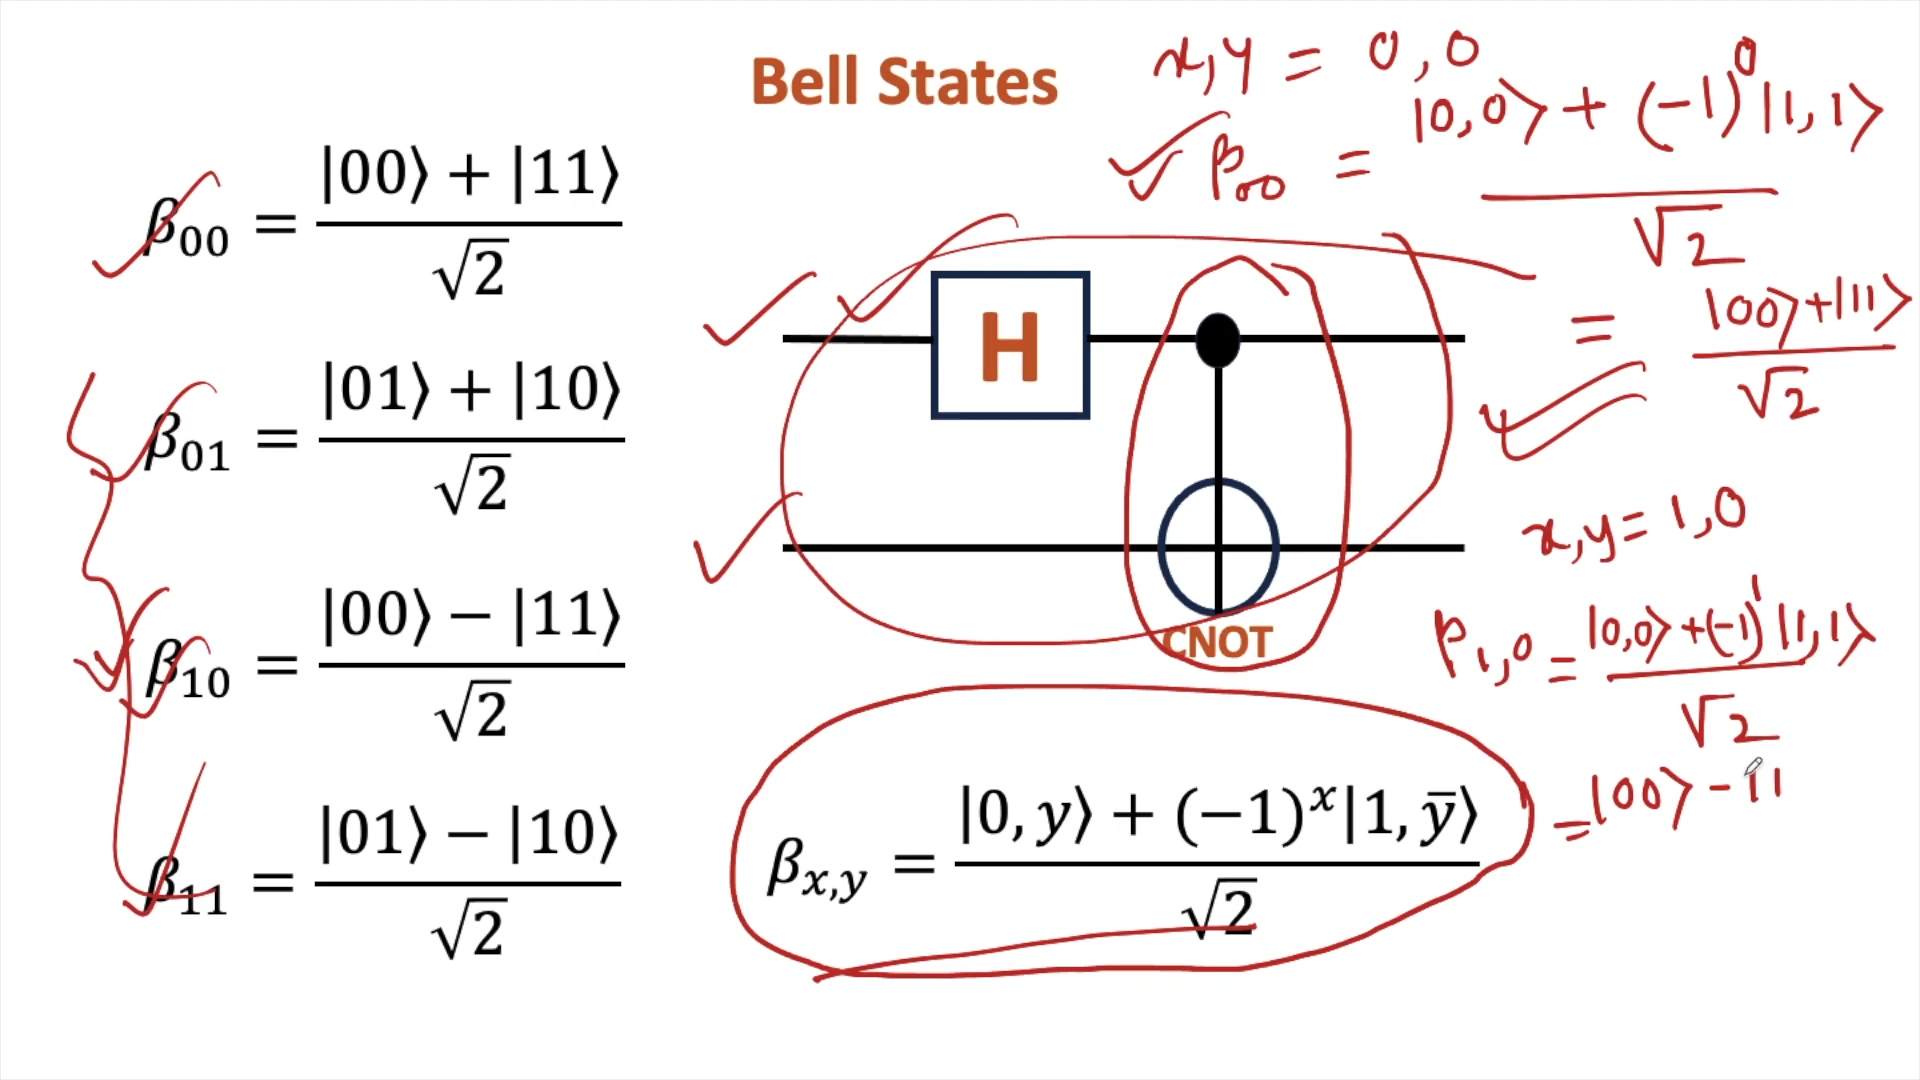 Bell States
β₀₀ = (|00⟩ + |11⟩)/√2
β₀₁ = (|01⟩ + |10⟩)/√2
β₁₀ = (|00⟩ − |11⟩)/√2
β₁₁ = (|01⟩ − |10⟩)/√2
H
CNOT
βx,y = (|0, y⟩ + (−1)ˣ|1, ȳ⟩)/√2
x,y = 0,0
β₀₀ = (|0,0⟩ + (−1)⁰|1,1⟩)/√2
= (|00⟩+|11⟩)/√2
x,y = 1,0
β₁,₀ = (|0,0⟩ + (−1)¹|1,1⟩)/√2
= |00⟩ − 11